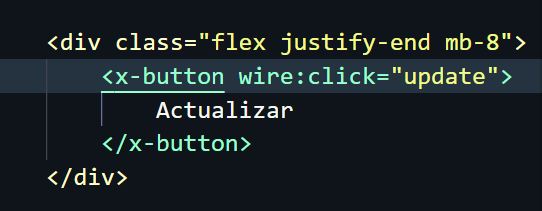 <div class="flex justify-end mb-8">
<x-button wire:click="update">
Actualizar
</x-button>
</div>